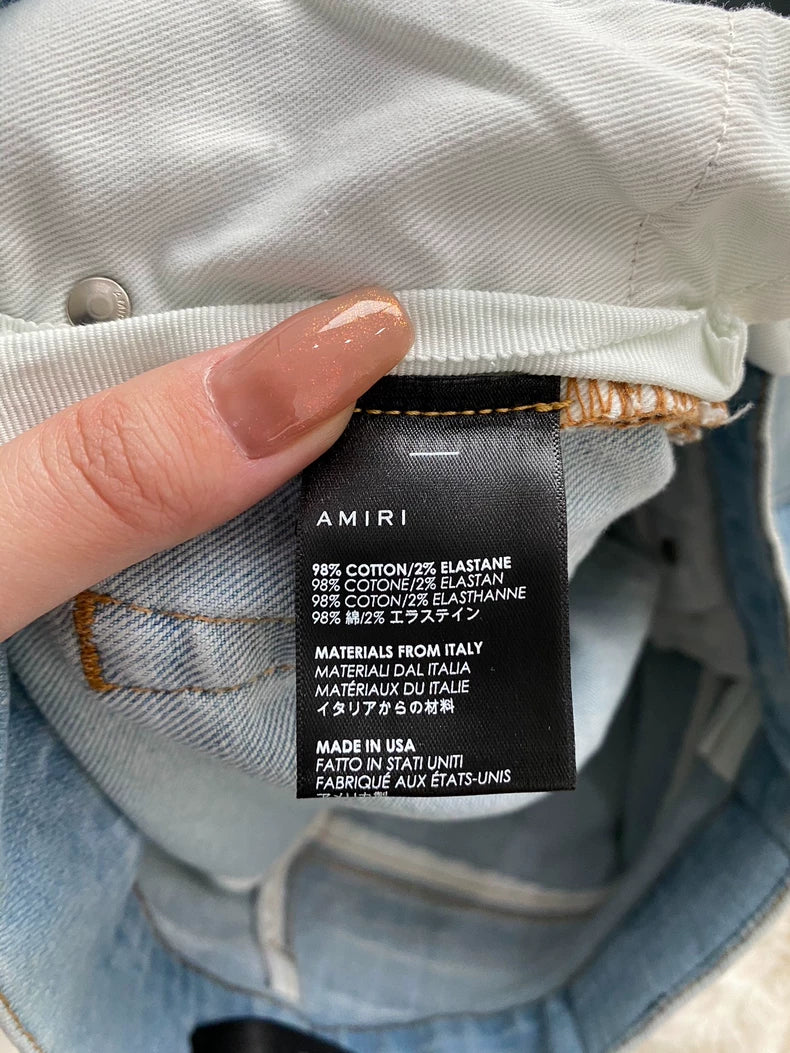 AMIRI
98% COTTON/2% ELASTANE
98% COTONE/2% ELASTAN
98% COTON/2% ELASTHANNE
98% 綿/2% エラステイン
MATERIALS FROM ITALY
MATERIALI DAL ITALIA
MATÉRIAUX DU ITALIE
イタリアからの材料
MADE IN USA
FATTO IN STATI UNITI
FABRIQUÉ AUX ÉTATS-UNIS